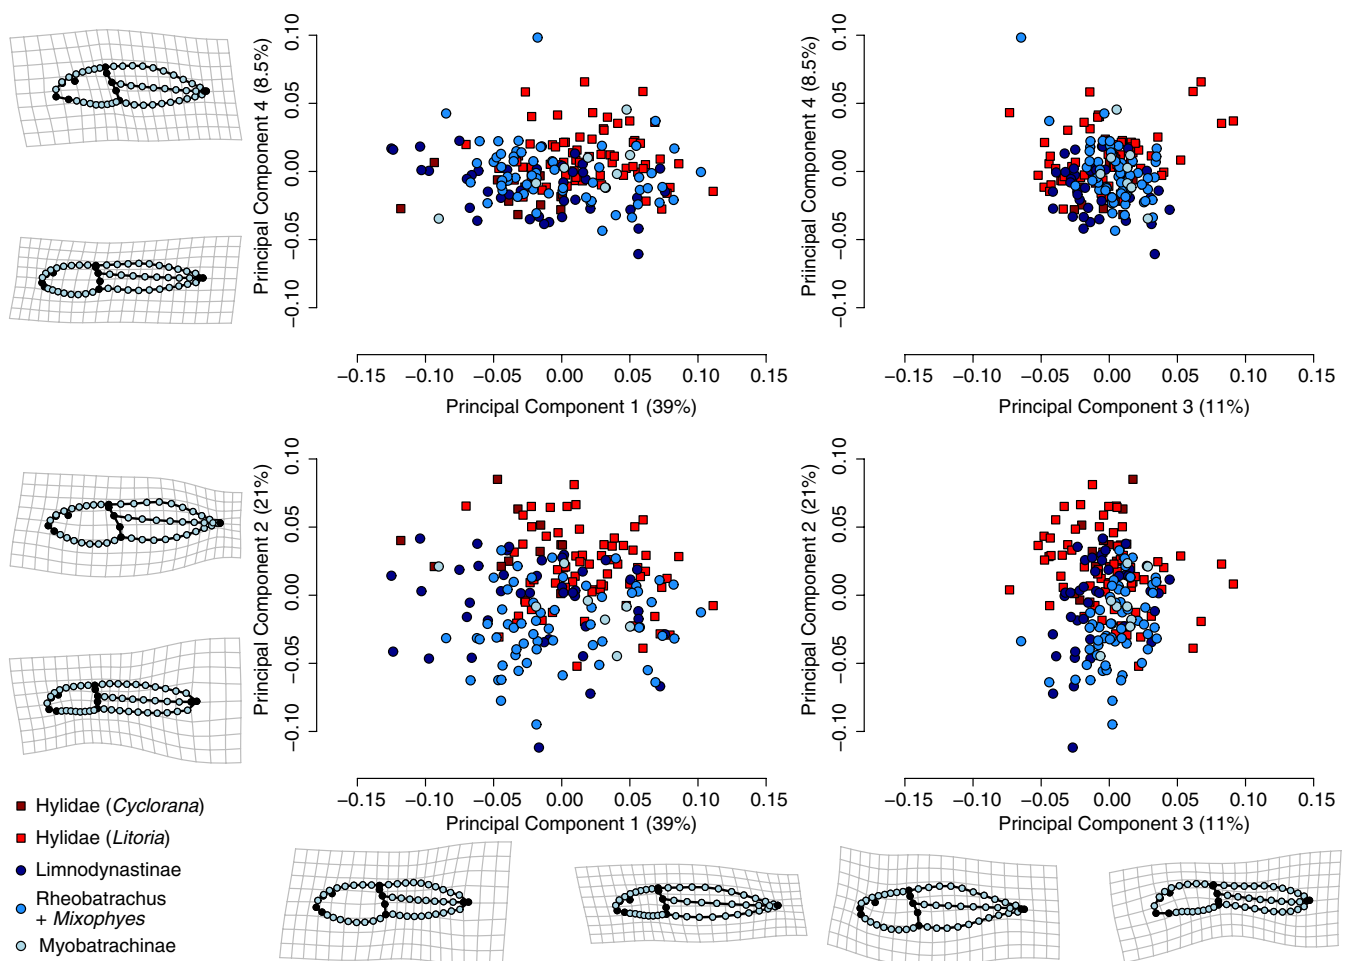 Principal Component 4 (8.5%)
0.10
0.05
0.00
−0.05
−0.10
−0.15 −0.10 −0.05 0.00 0.05 0.10 0.15
Principal Component 1 (39%)
Principal Component 4 (8.5%)
0.10
0.05
0.00
−0.05
−0.10
−0.15 −0.10 −0.05 0.00 0.05 0.10 0.15
Principal Component 3 (11%)
Principal Component 2 (21%)
0.10
0.05
0.00
−0.05
−0.10
−0.15 −0.10 −0.05 0.00 0.05 0.10 0.15
Principal Component 1 (39%)
Principal Component 2 (21%)
0.10
0.05
0.00
−0.05
−0.10
−0.15 −0.10 −0.05 0.00 0.05 0.10 0.15
Principal Component 3 (11%)
Hylidae (Cyclorana)
Hylidae (Litoria)
Limnodynastinae
Rheobatrachus
+ Mixophyes
Myobatrachinae